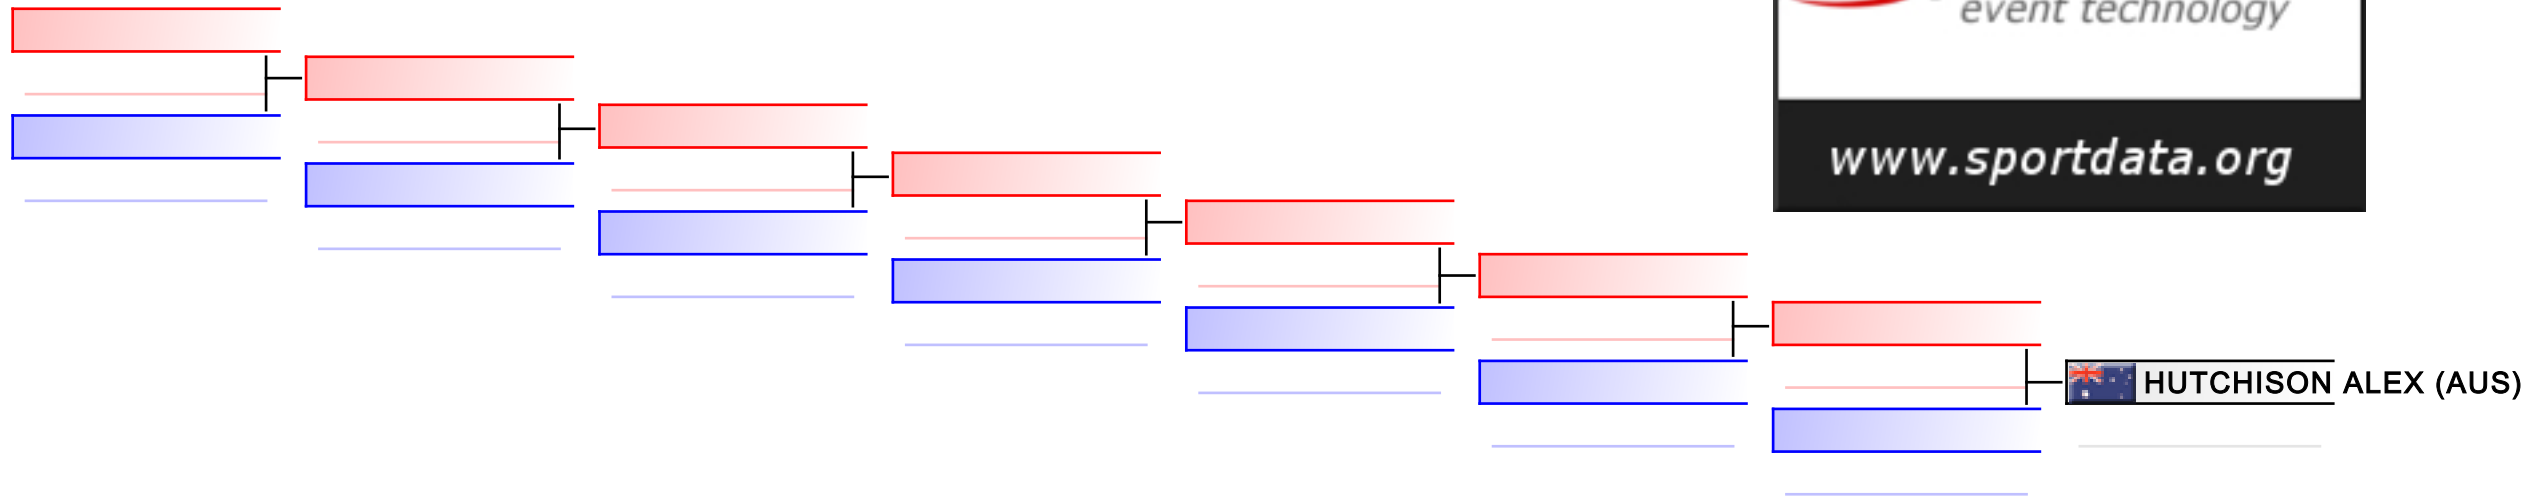 event technology
www.sportdata.org
HUTCHISON ALEX (AUS)